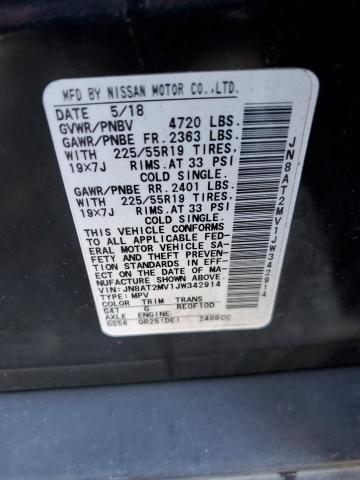 MFD BY NISSAN MOTOR CO.,LTD.
DATE 5/18
GVWR/PNBV 4720 LBS.
GAWR/PNBE FR. 2363 LBS.
WITH 225/55R19 TIRES
19X7J RIMS.AT 33 PSI
COLD SINGLE.
GAWR/PNBE RR. 2401 LBS.
WITH 225/55R19 TIRES
19X7J RIMS.AT 33 PSI
COLD SINGLE.
THIS VEHICLE CONFORMS
TO ALL APPLICABLE FED-
ERAL MOTOR VEHICLE SA-
FETY AND THEFT PREVEN-
TION STANDARDS IN EFF-
ECT ON THE DATE OF MA-
NUFACTURE SHOWN ABOVE.
VIN: JN8AT2MV1JW342914
TYPE:MPV
COLOR TRIM TRANS
G41 G RE0F10D
AXLE ENGINE:
GS56 QR25(DE) 2488CC
JN8AT2MV1JW342914